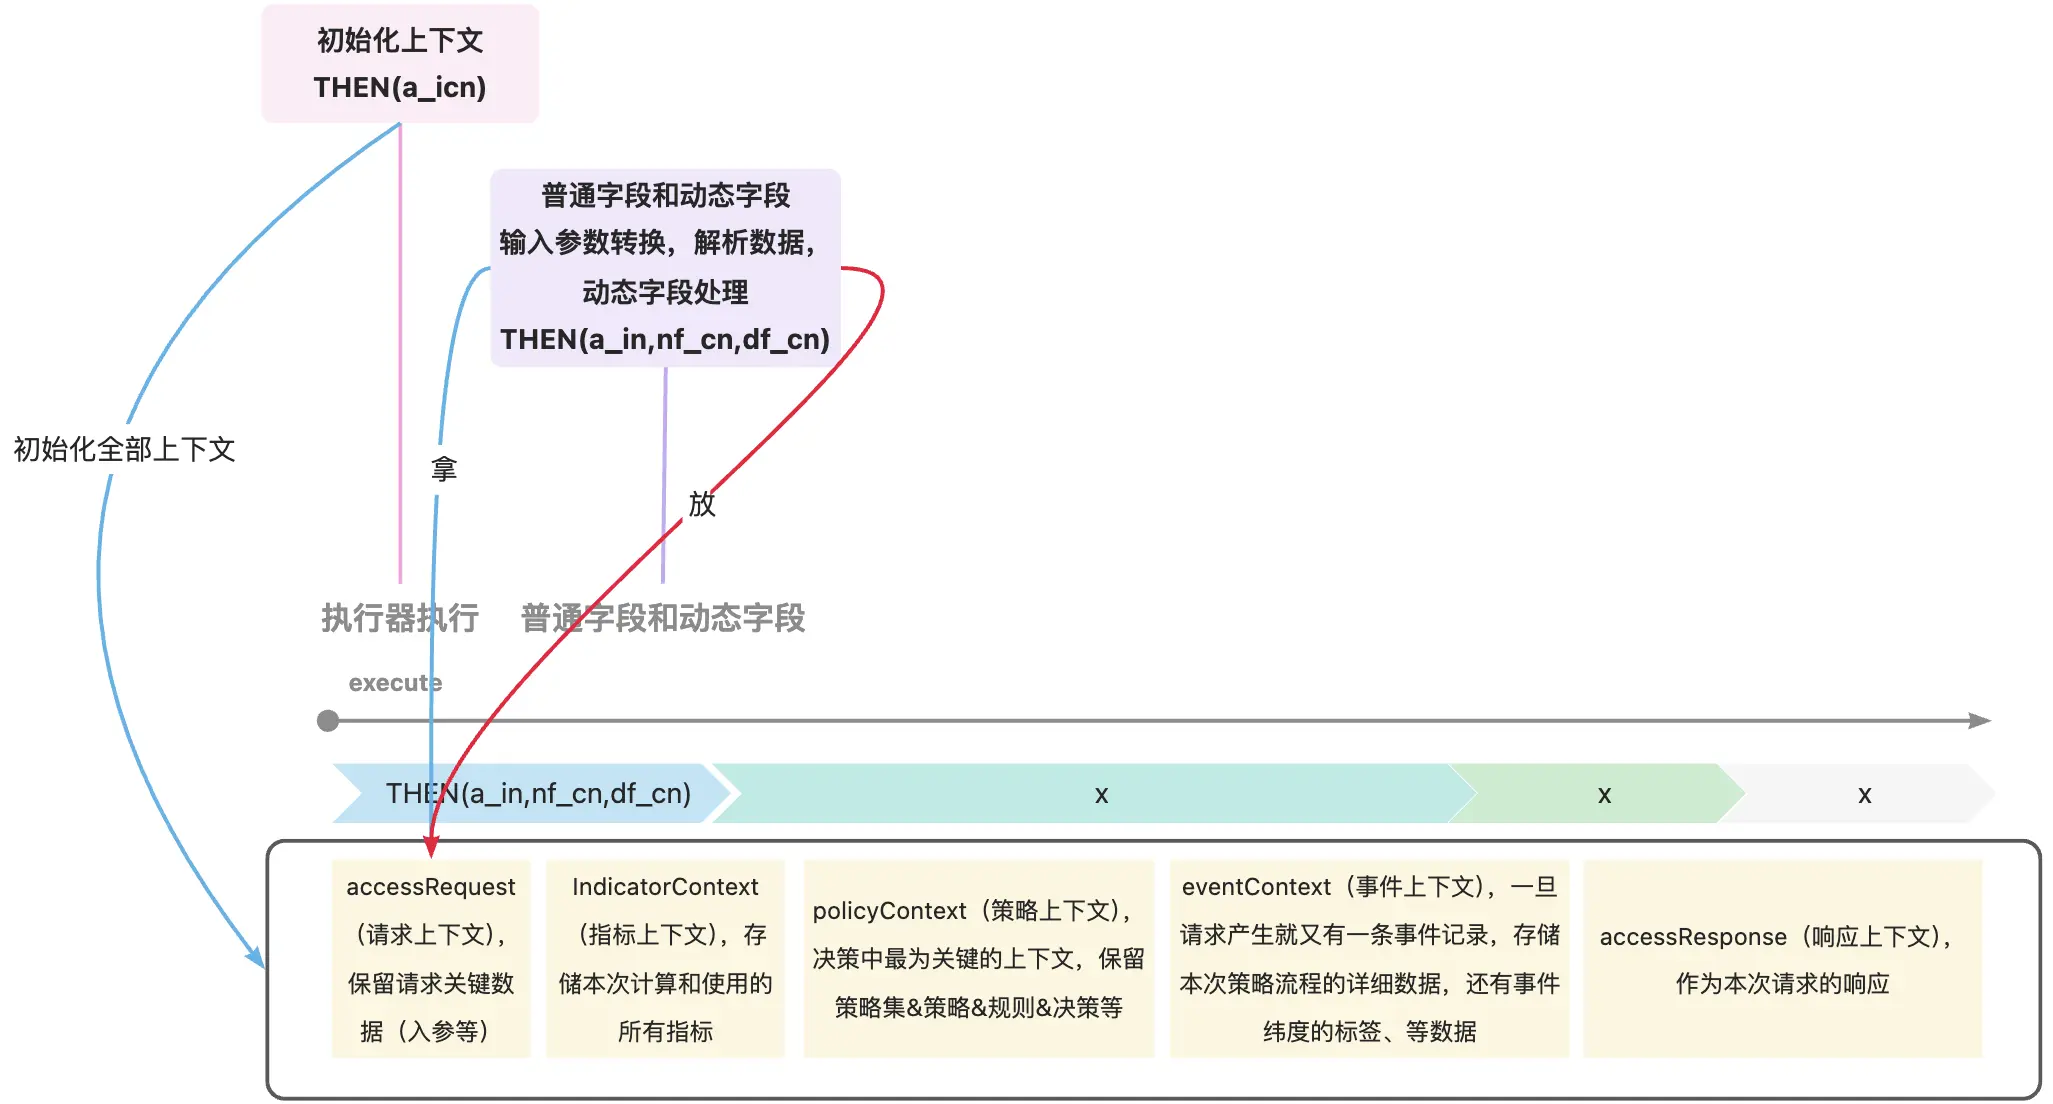 初始化上下文
THEN(a_icn)
普通字段和动态字段
输入参数转换，解析数据，
动态字段处理
THEN(a_in,nf_cn,df_cn)
初始化全部上下文
拿
放
执行器执行
普通字段和动态字段
execute
THEN(a_in,nf_cn,df_cn)
x
x
x
accessRequest
（请求上下文），
保留请求关键数
据（入参等）
IndicatorContext
（指标上下文），存
储本次计算和使用的
所有指标
policyContext（策略上下文），
决策中最为关键的上下文，保留
策略集&策略&规则&决策等
eventContext（事件上下文），一旦
请求产生就又有一条事件记录，存储
本次策略流程的详细数据，还有事件
纬度的标签、等数据
accessResponse（响应上下文），
作为本次请求的响应